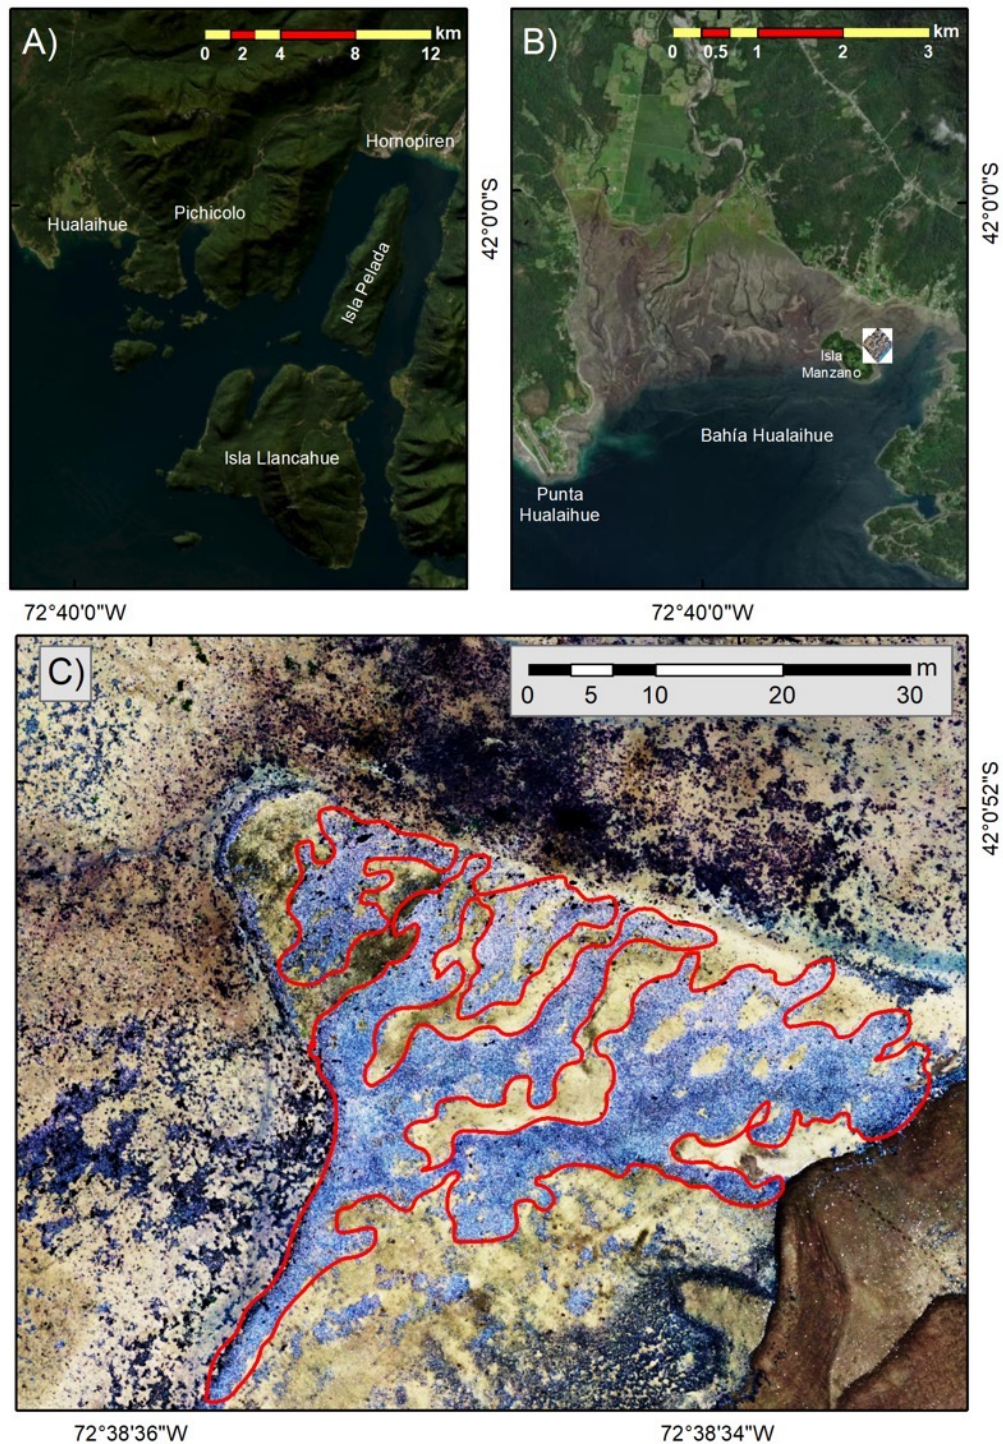 A)
km
0 2 4 8 12
Hornopiren
Pichicolo
Hualaihue
Isla Pelada
Isla Llancahue
42°0'0"S
72°40'0"W
B)
km
0 0.5 1 2 3
Isla
Manzano
Bahía Hualaihue
Punta
Hualaihue
42°0'0"S
72°40'0"W
C)
m
0 5 10 20 30
42°0'52"S
72°38'36"W
72°38'34"W